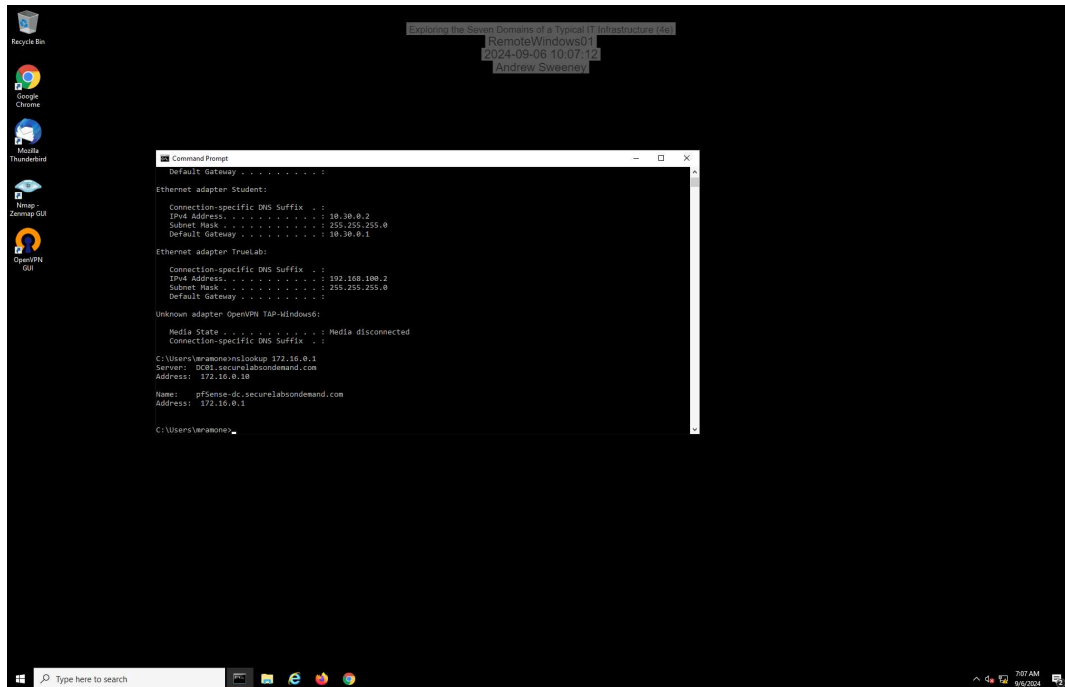 Recycle Bin
Google
Chrome
Mozilla
Thunderbird
Nmap -
Zenmap GUI
OpenVPN
GUI
Exploring the Seven Domains of a Typical IT Infrastructure (4e)
RemoteWindows01
2024-09-06 10:07:12
Andrew Sweeney
Command Prompt
Default Gateway . . . . . . . . . :
Ethernet adapter Student:
Connection-specific DNS Suffix  . :
IPv4 Address. . . . . . . . . . . : 10.30.0.2
Subnet Mask . . . . . . . . . . . : 255.255.255.0
Default Gateway . . . . . . . . . : 10.30.0.1
Ethernet adapter TrueLab:
Connection-specific DNS Suffix  . :
IPv4 Address. . . . . . . . . . . : 192.168.100.2
Subnet Mask . . . . . . . . . . . : 255.255.255.0
Default Gateway . . . . . . . . . :
Unknown adapter OpenVPN TAP-Windows6:
Media State . . . . . . . . . . . : Media disconnected
Connection-specific DNS Suffix  . :
C:\Users\mramone>nslookup 172.16.0.1
Server:  DC01.securelabsondemand.com
Address:  172.16.0.10
Name:    pfSense-dc.securelabsondemand.com
Address:  172.16.0.1
C:\Users\mramone>
Type here to search
7:07 AM
9/6/2024
2